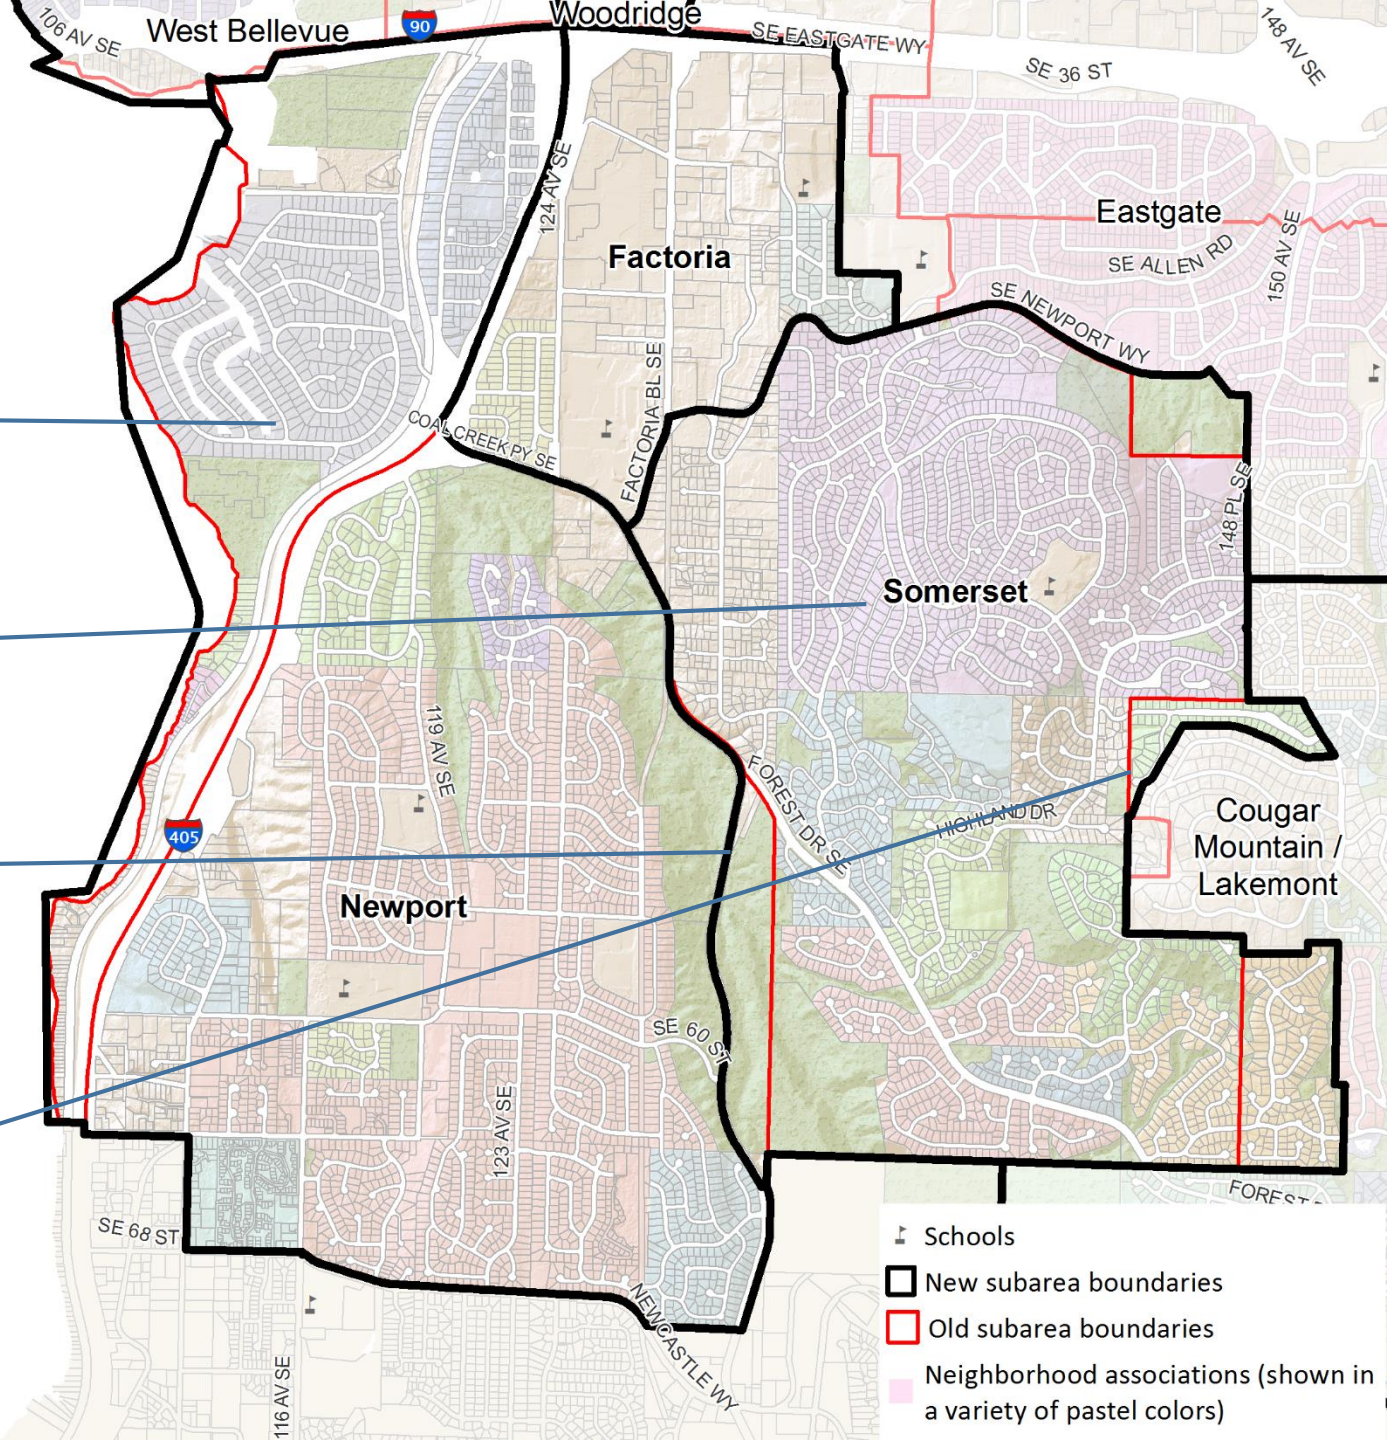 Woodridge
106 AV SE
West Bellevue
90
SE EASTGATE WY
148 AV SE
SE 36 ST
124 AV SE
Factoria
Eastgate
SE ALLEN RD
150 AV SE
SE NEWPORT WY
FACTORIA BL SE
COAL CREEK PY SE
148 PL SE
Somerset
119 AV SE
FOREST DR SE
HIGHLAND DR
405
Cougar
Mountain /
Lakemont
Newport
SE 60 ST
123 AV SE
SE 68 ST
FOREST
NEWCASTLE WY
116 AV SE
Schools
New subarea boundaries
Old subarea boundaries
Neighborhood associations (shown in
a variety of pastel colors)